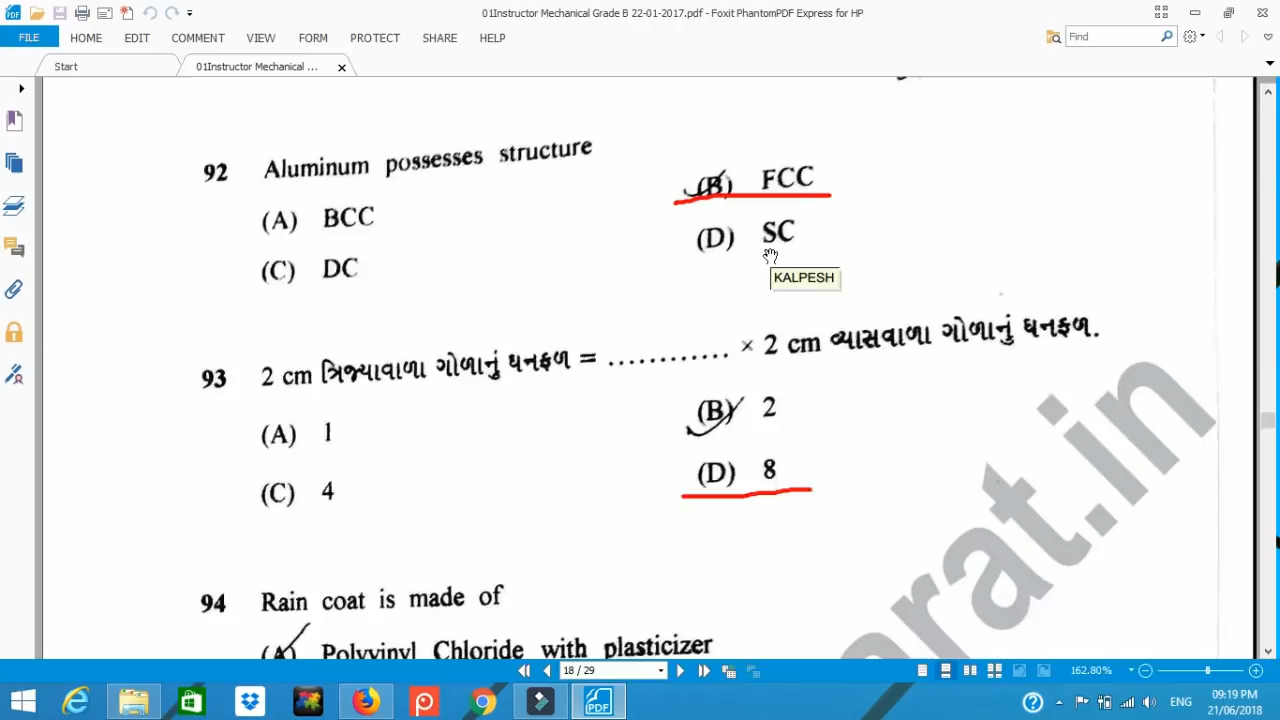 01Instructor Mechanical Grade B 22-01-2017.pdf - Foxit PhantomPDF Express for HP
FILE HOME EDIT COMMENT VIEW FORM PROTECT SHARE HELP
Find
Start
01Instructor Mechanical ...
92 Aluminum possesses structure
(A) BCC
(B) FCC
(C) DC
(D) SC
KALPESH
93 2 cm ત્રિજ્યાવાળા ગોળાનું ઘનફળ = ............ × 2 cm વ્યાસવાળા ગોળાનું ઘનફળ.
(A) 1
(B) 2
(C) 4
(D) 8
94 Rain coat is made of
(A) Polyvinyl Chloride with plasticizer
arat.in
18 / 29
162.80%
ENG
09:19 PM
21/06/2018